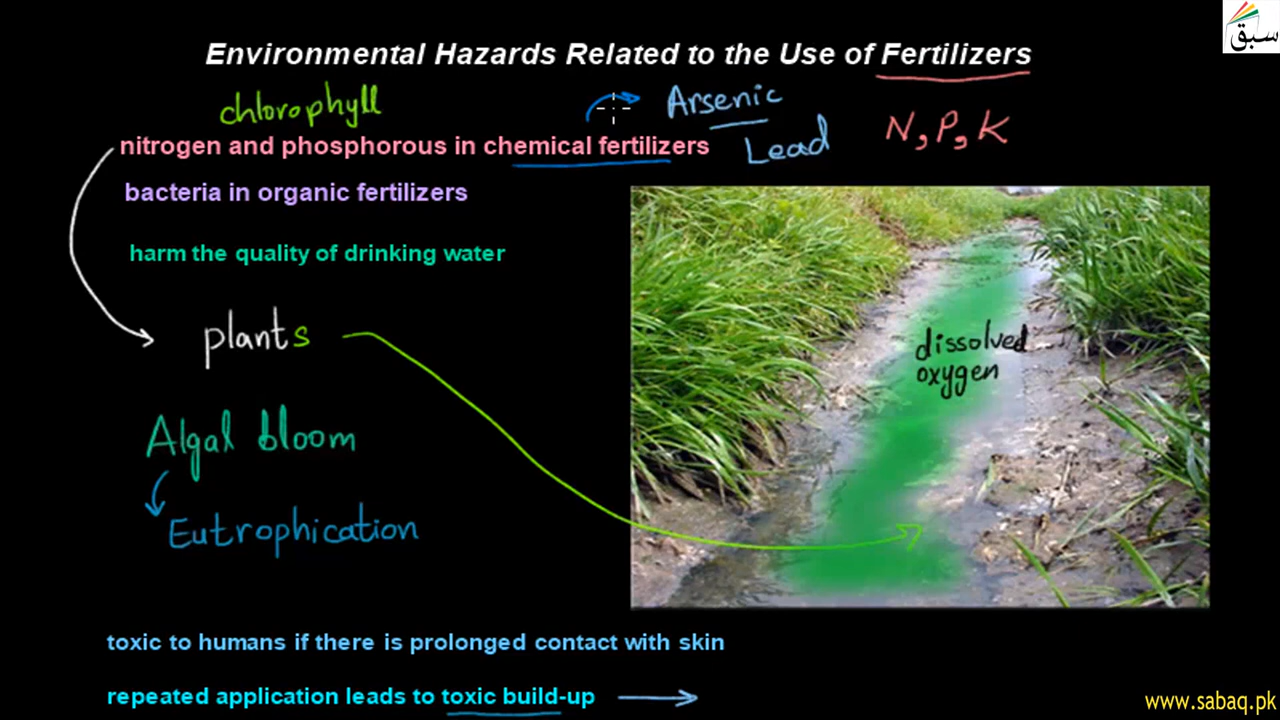 سبق
Environmental Hazards Related to the Use of Fertilizers
chlorophyll
Arsenic
nitrogen and phosphorous in chemical fertilizers
Lead
N, P, K
bacteria in organic fertilizers
harm the quality of drinking water
plants
dissolved
oxygen
Algal bloom
Eutrophication
toxic to humans if there is prolonged contact with skin
repeated application leads to toxic build-up
www.sabaq.pk